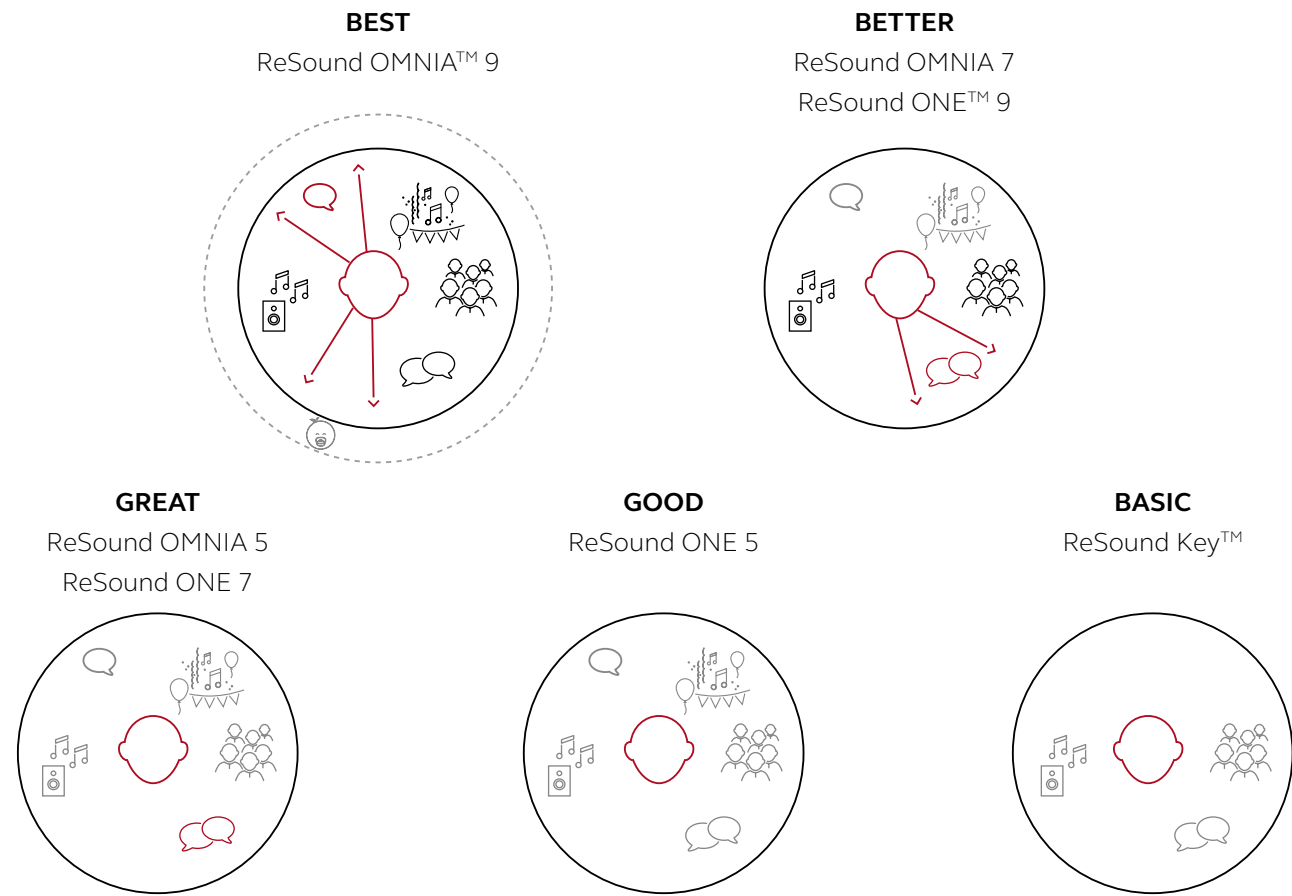 BEST
ReSound OMNIA™ 9
BETTER
ReSound OMNIA 7
ReSound ONE™ 9
GREAT
ReSound OMNIA 5
ReSound ONE 7
GOOD
ReSound ONE 5
BASIC
ReSound Key™